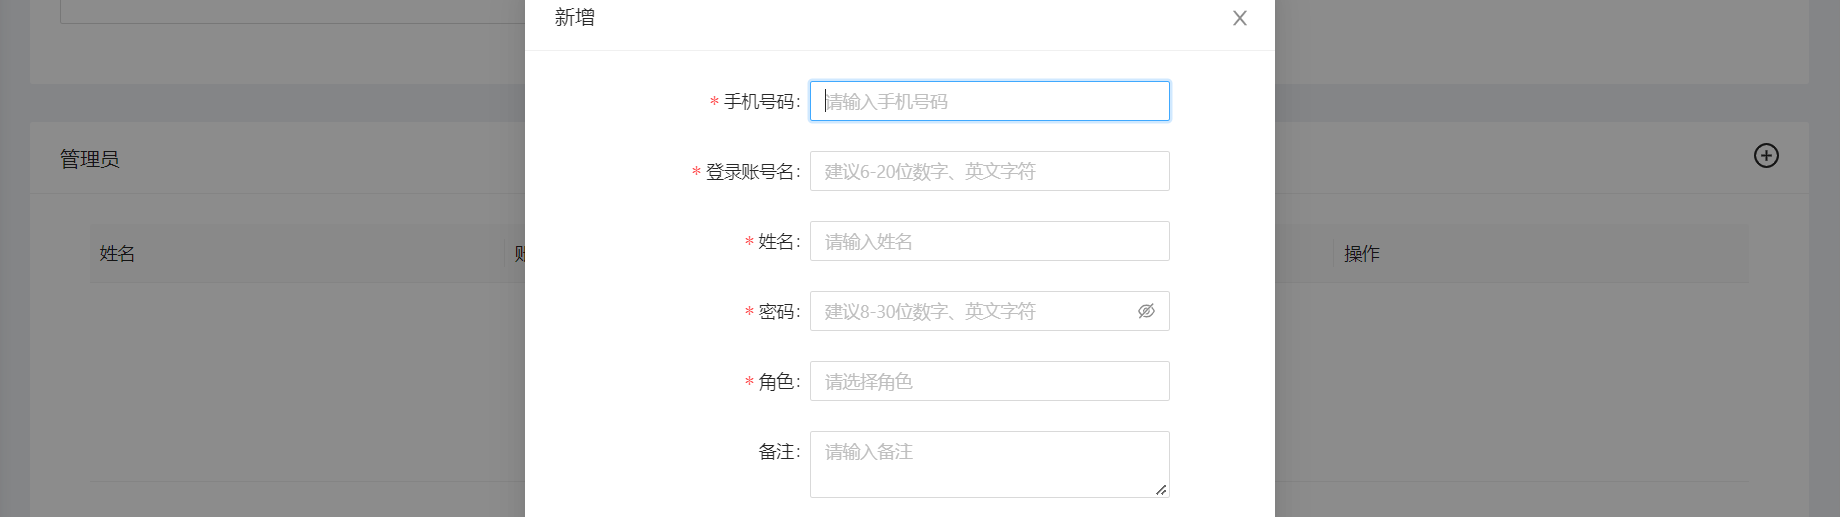 新增
* 手机号码：
请输入手机号码
管理员
* 登录账号名：
建议6-20位数字、英文字符
* 姓名：
请输入姓名
姓名
操作
* 密码：
建议8-30位数字、英文字符
* 角色：
请选择角色
备注：
请输入备注